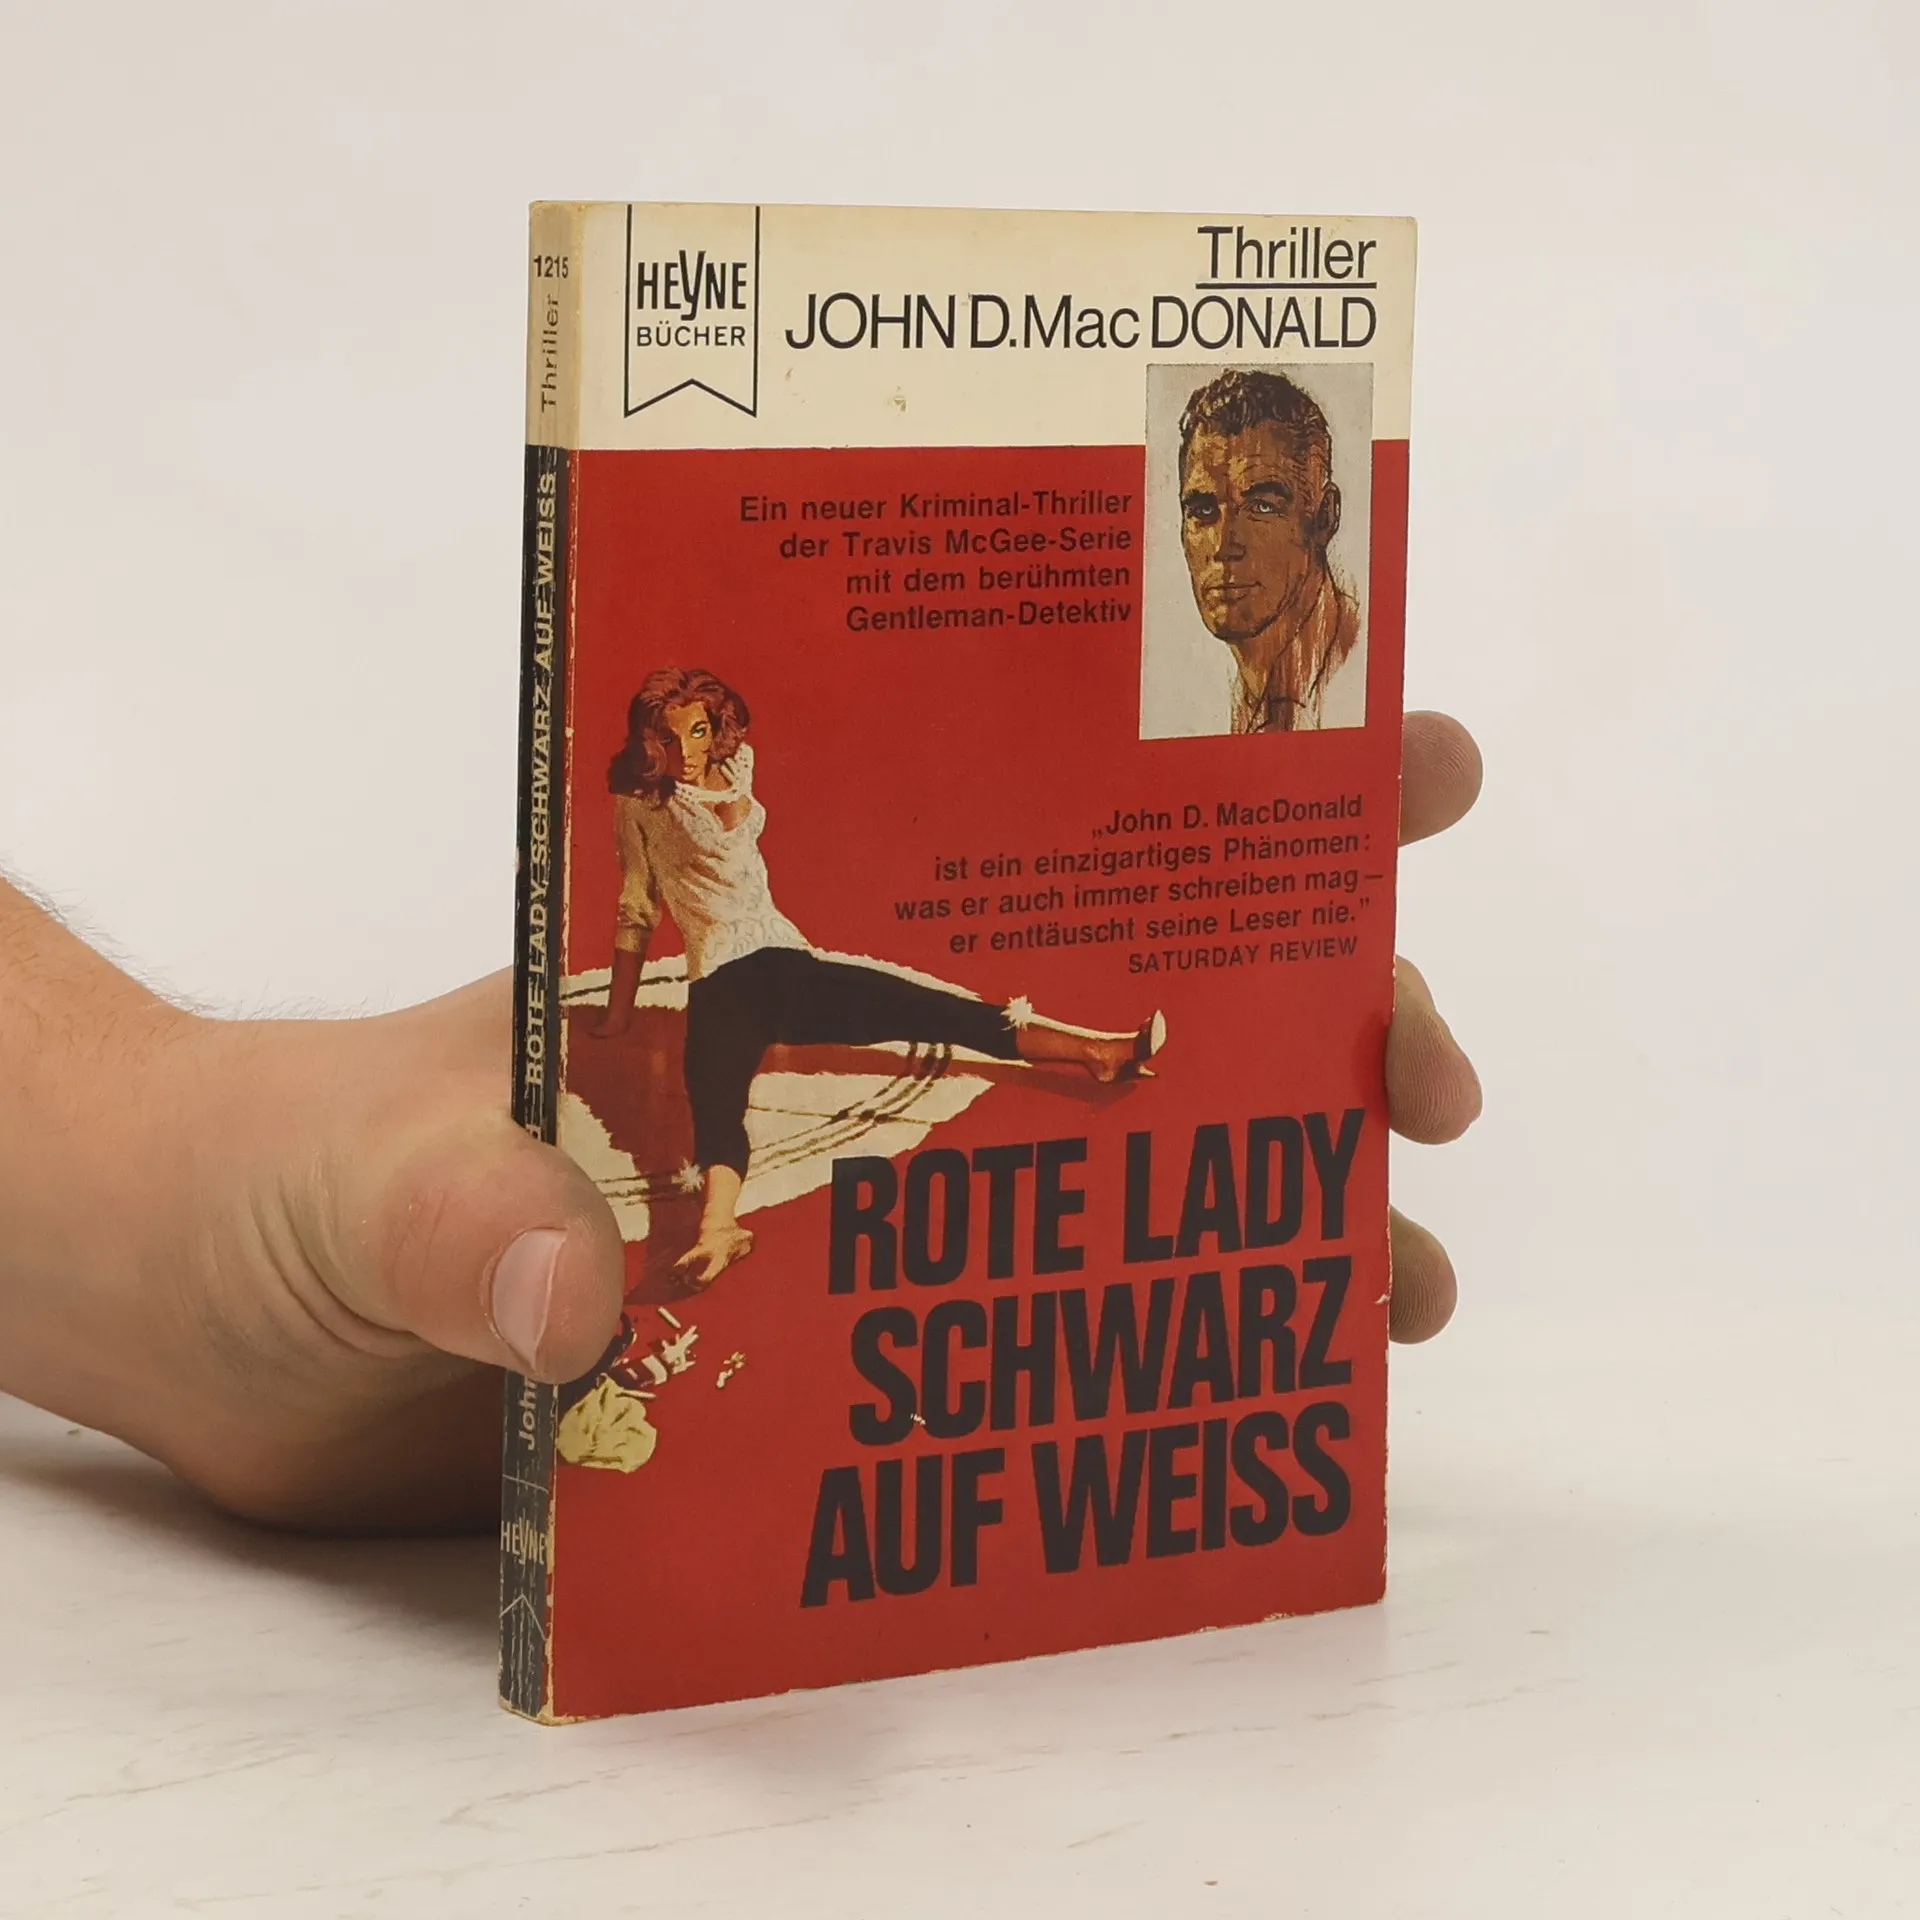 1215
Thriller
ROTE LADY SCHWARZ AUF WEISS
John
HEYNE
HEYNE
BÜCHER
Thriller
JOHN D. MacDONALD
Ein neuer Kriminal-Thriller
der Travis McGee-Serie
mit dem berühmten
Gentleman-Detektiv
„John D. MacDonald
ist ein einzigartiges Phänomen:
was er auch immer schreiben mag –
er enttäuscht seine Leser nie.”
SATURDAY REVIEW
ROTE LADY
SCHWARZ
AUF WEISS